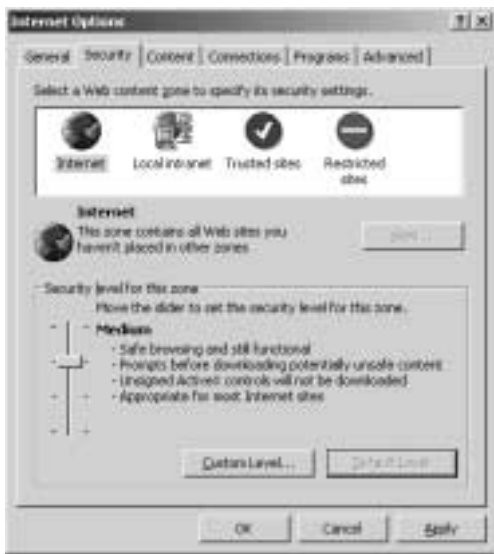 Internet Options
General Security Content Connections Programs Advanced
Select a Web content zone to specify its security settings.
Internet Local intranet Trusted sites Restricted
sites
Internet
This zone contains all Web sites you
haven't placed in other zones
Sites...
Security level for this zone
Move the slider to set the security level for this zone.
Medium
- Safe browsing and still functional
- Prompts before downloading potentially unsafe content
- Unsigned ActiveX controls will not be downloaded
- Appropriate for most Internet sites
Custom Level... Default Level
OK Cancel Apply